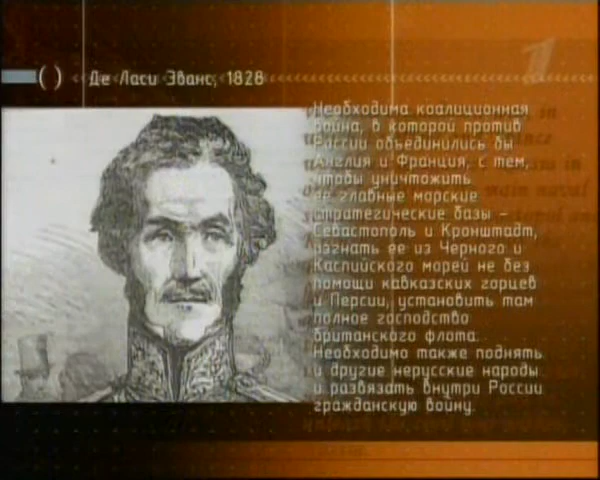 ( ) Де Ласи Эванс, 1828
Необходима коалиционная
война, в которой против
России объединились бы
Англия и Франция, с тем,
чтобы уничтожить
ее главные морские
стратегические базы –
Севастополь и Кронштадт,
изгнать ее из Черного и
Каспийского морей не без
помощи кавказских горцев
и Персии, установить там
полное господство
британского флота.
Необходимо также поднять
и другие нерусские народы
и развязать внутри России
гражданскую войну.